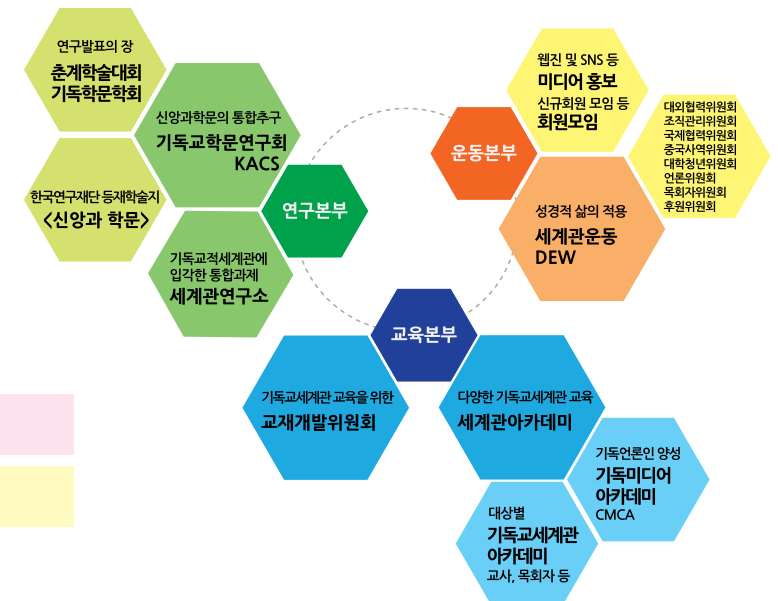 연구발표의 장
춘계학술대회
기독학문학회
신앙과학문의 통합추구
기독교학문연구회
KACS
한국연구재단 등재학술지
<신앙과 학문>
연구본부
기독교적세계관에
입각한 통합과제
세계관연구소
웹진 및 SNS 등
미디어 홍보
신규회원 모임 등
회원모임
운동본부
대외협력위원회
조직관리위원회
국제협력위원회
중국사역위원회
대학청년위원회
언론위원회
목회자위원회
후원위원회
성경적 삶의 적용
세계관운동
DEW
교육본부
기독교세계관 교육을 위한
교재개발위원회
다양한 기독교세계관 교육
세계관아카데미
기독언론인 양성
기독미디어
아카데미
CMCA
대상별
기독교세계관
아카데미
교사, 목회자 등